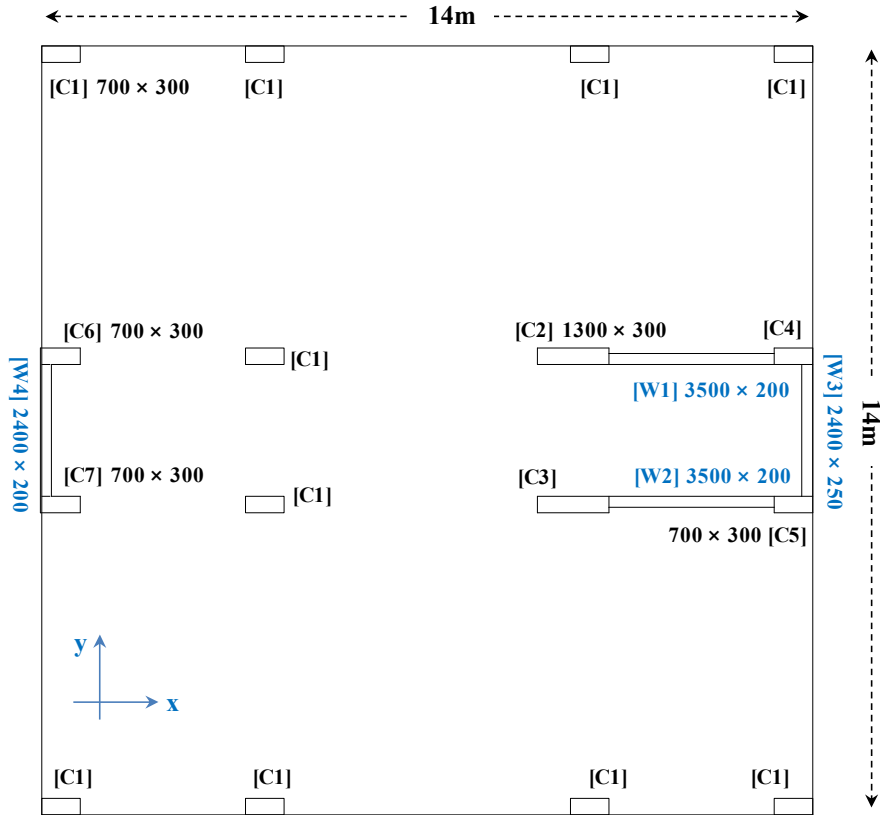 14m
[C1] 700 × 300
[C1]
[C1]
[C1]
14m
[C6] 700 × 300
[C1]
[C2] 1300 × 300
[C4]
[W4] 2400 × 200
[W1] 3500 × 200
[W3] 2400 × 250
[C7] 700 × 300
[C1]
[C3]
[W2] 3500 × 200
700 × 300 [C5]
y
x
[C1]
[C1]
[C1]
[C1]